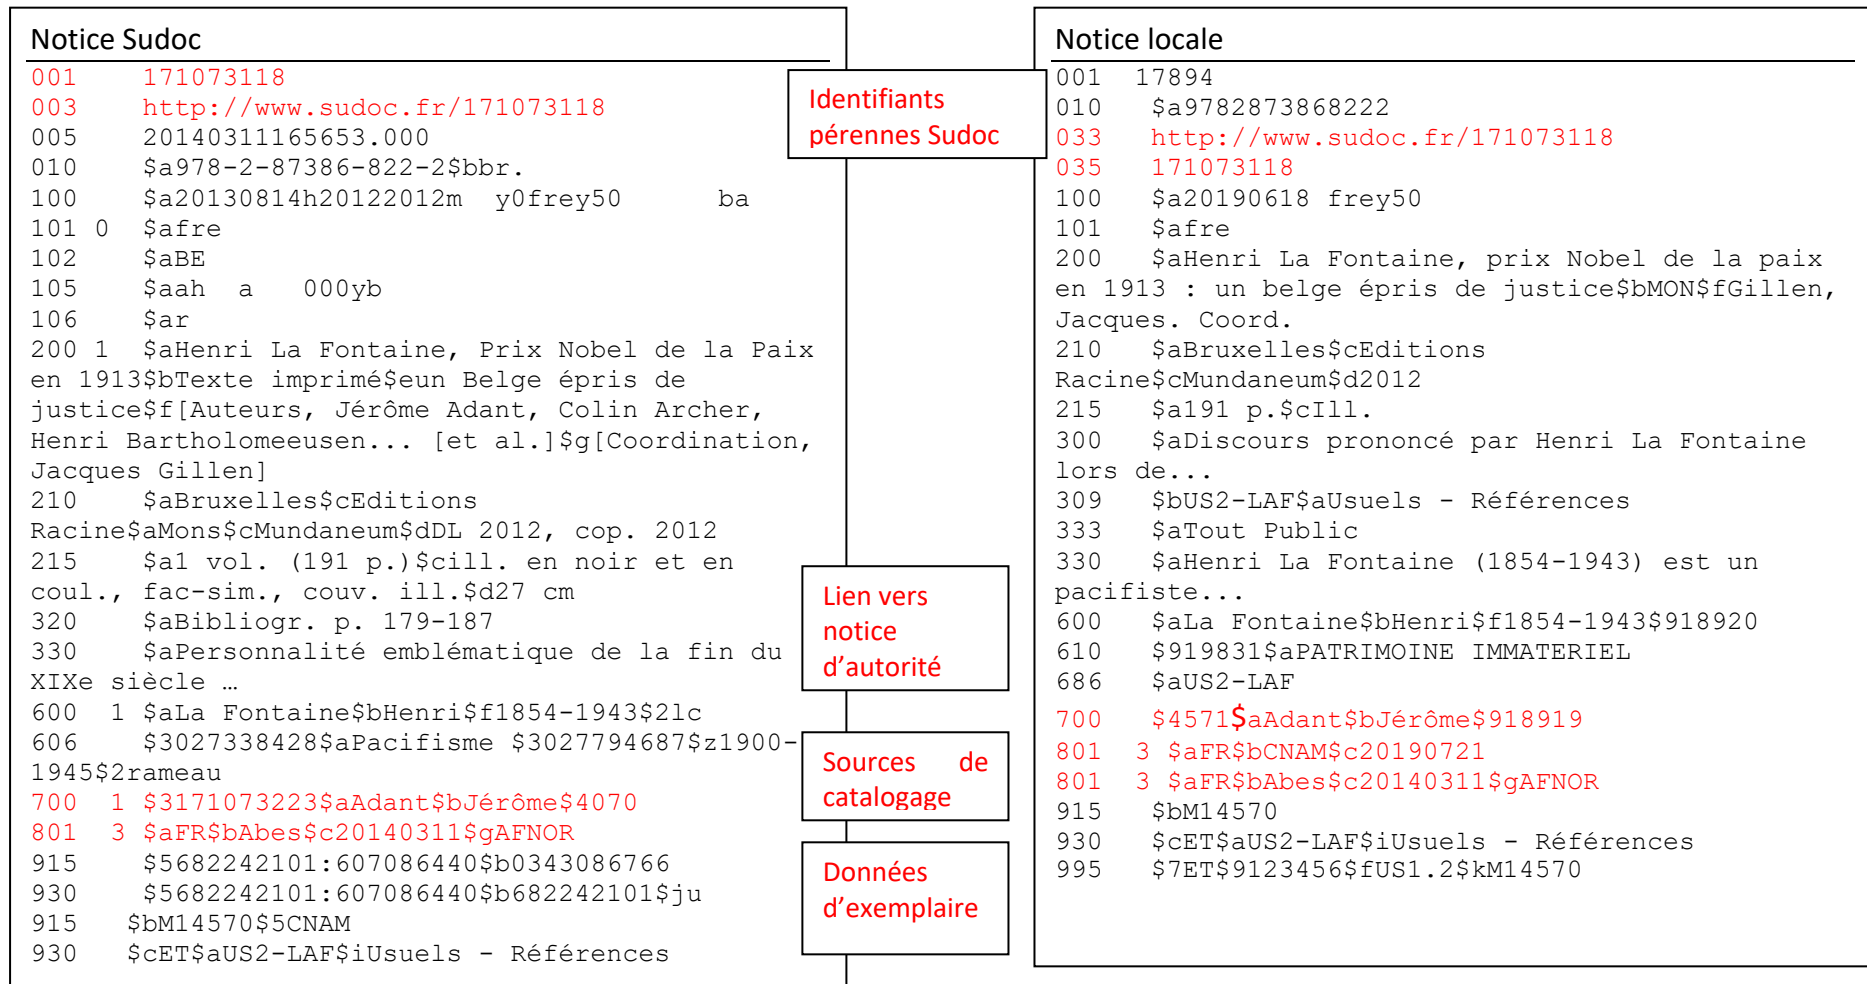 Notice Sudoc
001 171073118
003 http://www.sudoc.fr/171073118
005 20140311165653.000
010 $a978-2-87386-822-2$bbr.
100 $a20130814h20122012m y0frey50 ba
101 0 $afre
102 $aBE
105 $aah a 000yb
106 $ar
200 1 $aHenri La Fontaine, Prix Nobel de la Paix
en 1913$bTexte imprimé$eun Belge épris de
justice$f[Auteurs, Jérôme Adant, Colin Archer,
Henri Bartholomeeusen... [et al.]$g[Coordination,
Jacques Gillen]
210 $aBruxelles$cEditions
Racine$aMons$cMundaneum$dDL 2012, cop. 2012
215 $a1 vol. (191 p.)$cill. en noir et en
coul., fac-sim., couv. ill.$d27 cm
320 $aBibliogr. p. 179-187
330 $aPersonnalité emblématique de la fin du
XIXe siècle …
600 1 $aLa Fontaine$bHenri$f1854-1943$2lc
606 $3027338428$aPacifisme $3027794687$z1900-
1945$2rameau
700 1 $3171073223$aAdant$bJérôme$4070
801 3 $aFR$bAbes$c20140311$gAFNOR
915 $5682242101:607086440$b0343086766
930 $5682242101:607086440$b682242101$ju
915 $bM14570$5CNAM
930 $cET$aUS2-LAF$iUsuels - Références
Identifiants
pérennes Sudoc
Lien vers
notice
d’autorité
Sources de
catalogage
Données
d’exemplaire
Notice locale
001 17894
010 $a9782873868222
033 http://www.sudoc.fr/171073118
035 171073118
100 $a20190618 frey50
101 $afre
200 $aHenri La Fontaine, prix Nobel de la paix
en 1913 : un belge épris de justice$bMON$fGillen,
Jacques. Coord.
210 $aBruxelles$cEditions
Racine$cMundaneum$d2012
215 $a191 p.$cIll.
300 $aDiscours prononcé par Henri La Fontaine
lors de...
309 $bUS2-LAF$aUsuels - Références
333 $aTout Public
330 $aHenri La Fontaine (1854-1943) est un
pacifiste...
600 $aLa Fontaine$bHenri$f1854-1943$918920
610 $919831$aPATRIMOINE IMMATERIEL
686 $aUS2-LAF
700 $4571$aAdant$bJérôme$918919
801 3 $aFR$bCNAM$c20190721
801 3 $aFR$bAbes$c20140311$gAFNOR
915 $bM14570
930 $cET$aUS2-LAF$iUsuels - Références
995 $7ET$9123456$fUS1.2$kM14570